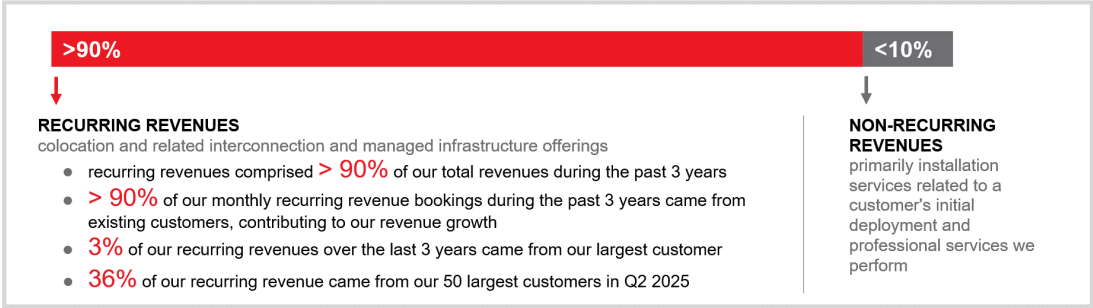 >90%
<10%
RECURRING REVENUES
colocation and related interconnection and managed infrastructure offerings
● recurring revenues comprised > 90% of our total revenues during the past 3 years
● > 90% of our monthly recurring revenue bookings during the past 3 years came from
existing customers, contributing to our revenue growth
● 3% of our recurring revenues over the last 3 years came from our largest customer
● 36% of our recurring revenue came from our 50 largest customers in Q2 2025
NON-RECURRING
REVENUES
primarily installation
services related to a
customer's initial
deployment and
professional services we
perform